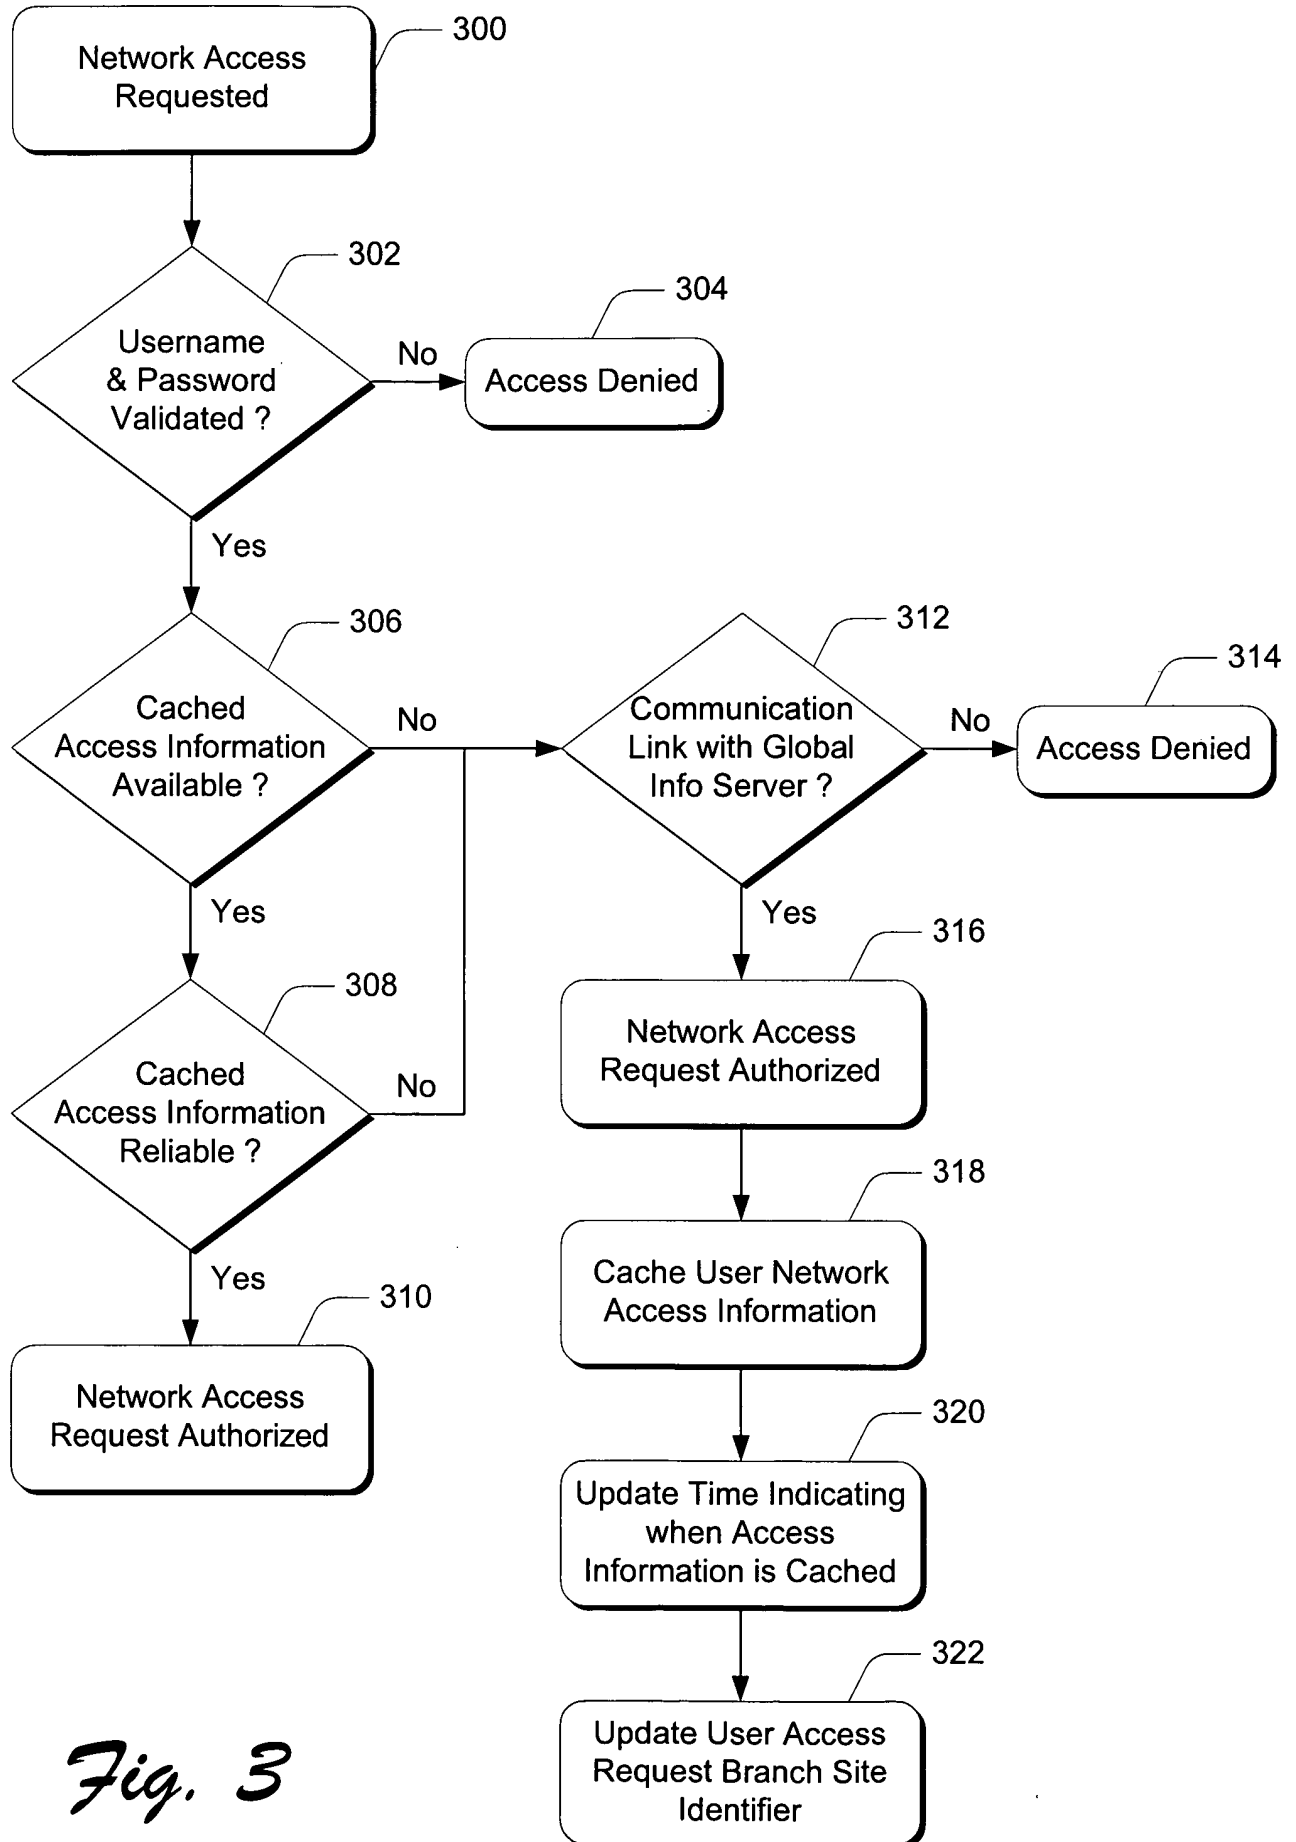 300
Network Access
Requested
302
Username
& Password
Validated ?
No
304
Access Denied
Yes
306
Cached
Access Information
Available ?
No
312
Communication
Link with Global
Info Server ?
No
314
Access Denied
Yes
308
Cached
Access Information
Reliable ?
No
Yes
310
Network Access
Request Authorized
Yes
316
Network Access
Request Authorized
318
Cache User Network
Access Information
320
Update Time Indicating
when Access
Information is Cached
322
Update User Access
Request Branch Site
Identifier
Fig. 3